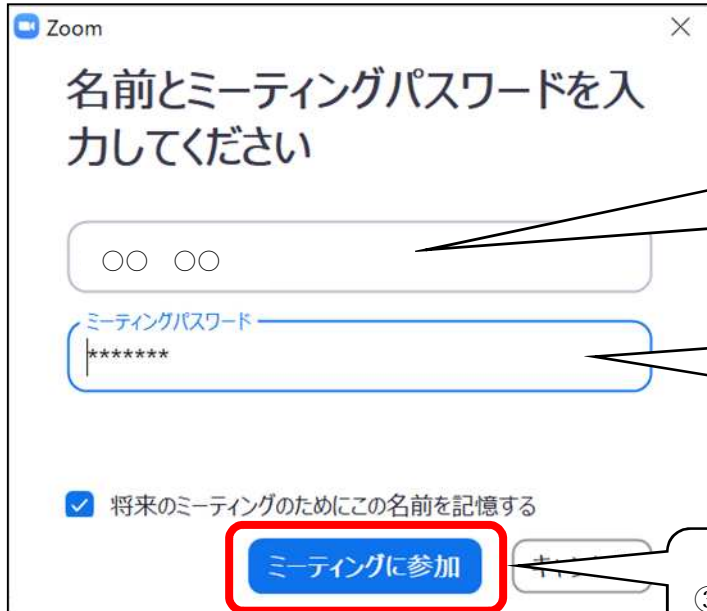 Zoom
名前とミーティングパスワードを入
力してください
○○ ○○
ミーティングパスワード
*******
将来のミーティングのためにこの名前を記憶する
ミーティングに参加
③